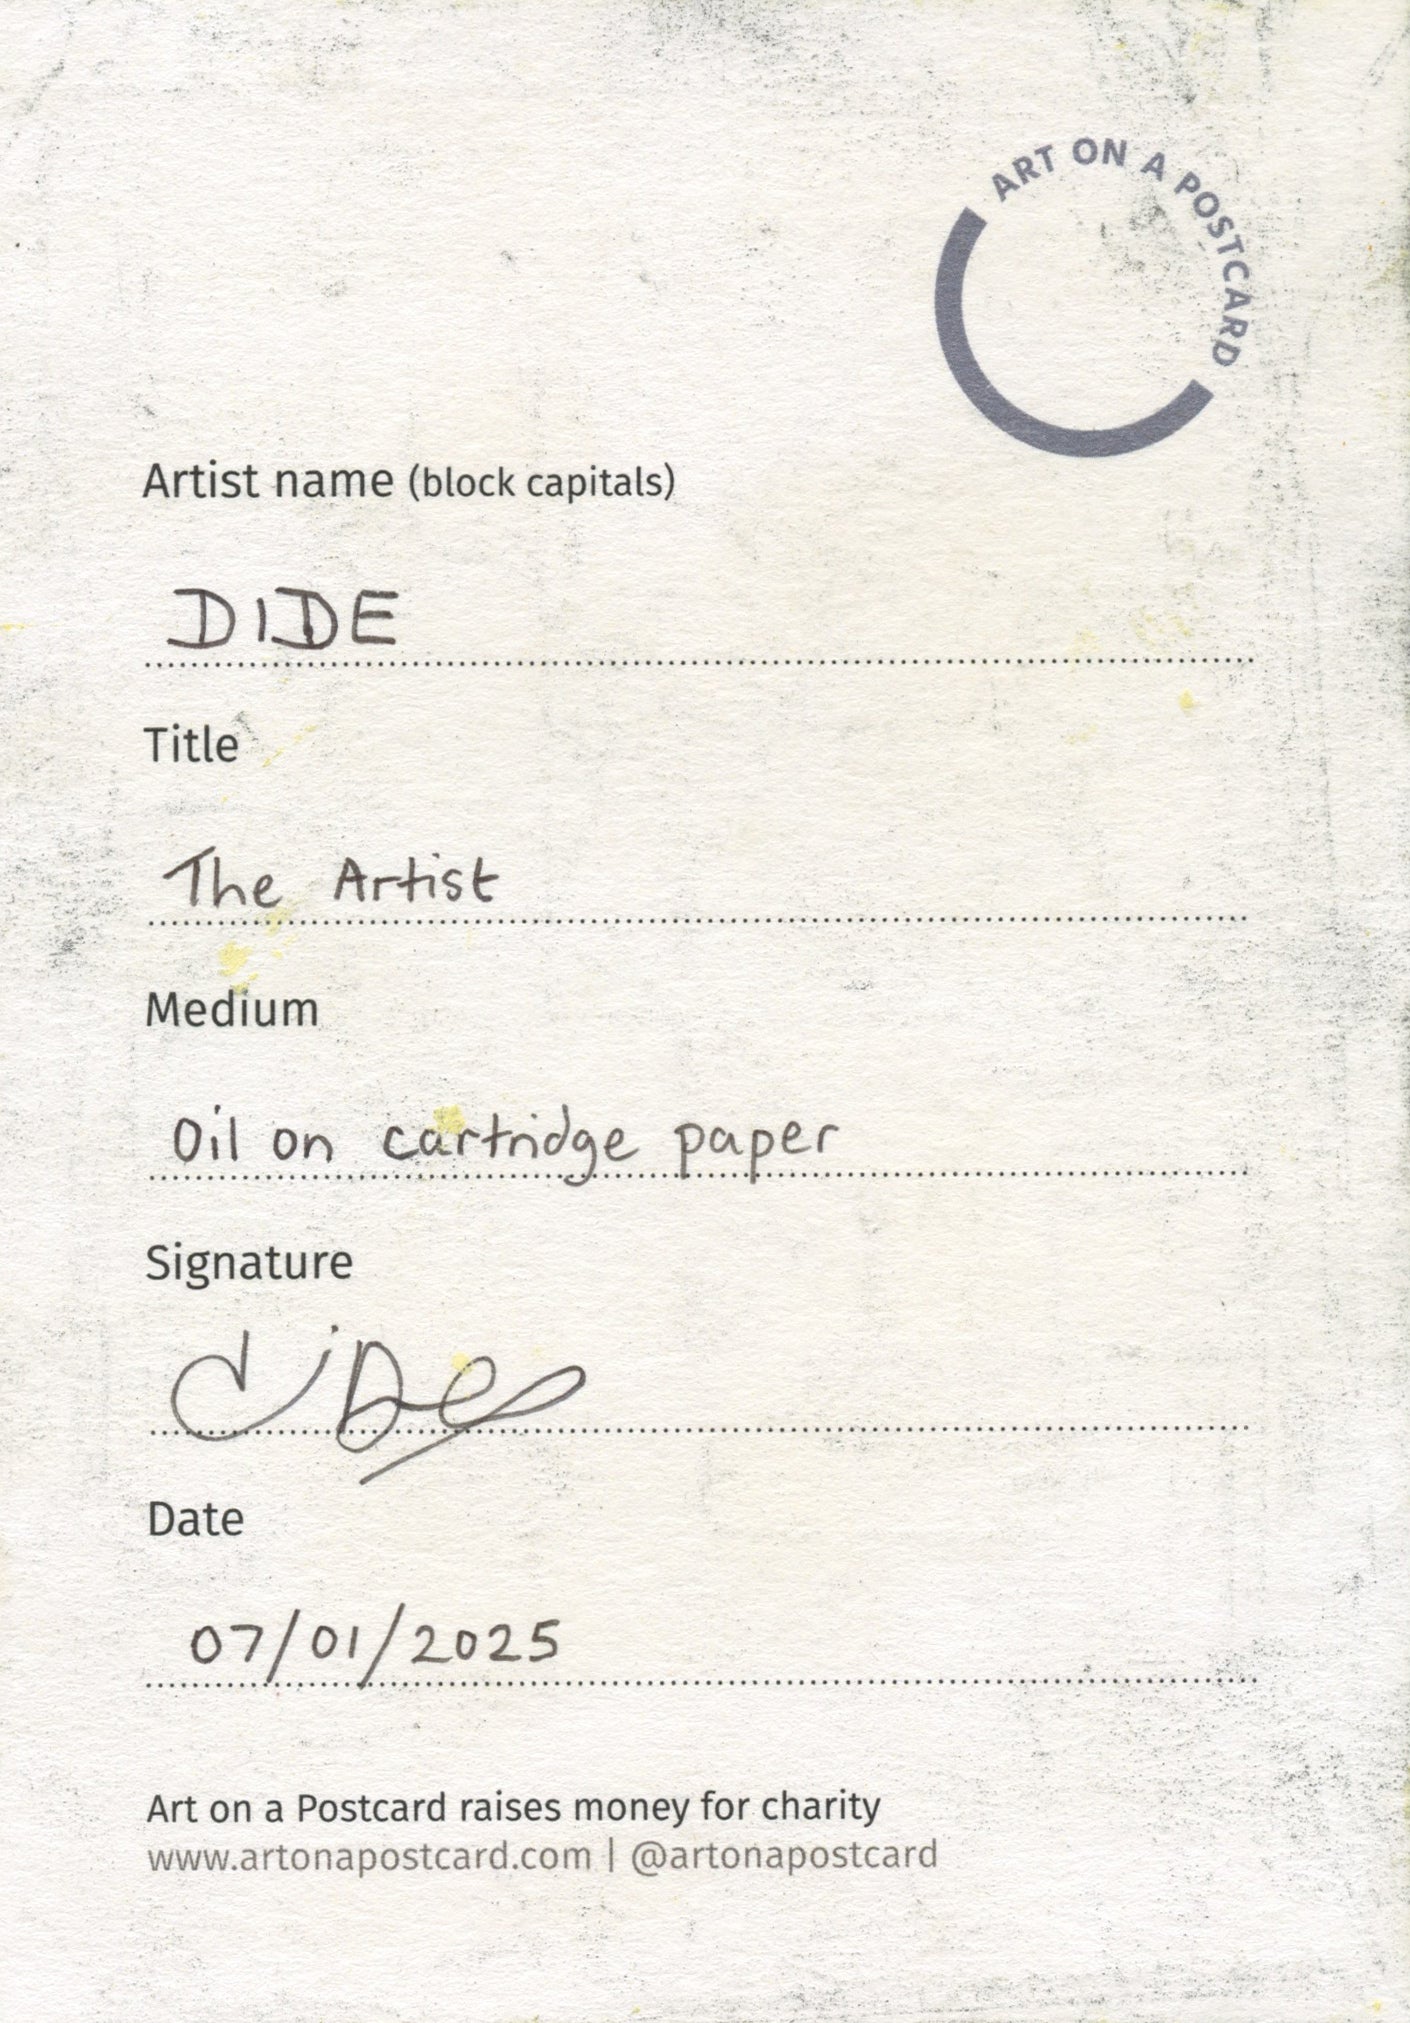 ART ON A POSTCARD
Artist name (block capitals)
DIDE
Title
The Artist
Medium
Oil on cartridge paper
Signature
Dide
Date
07/01/2025
Art on a Postcard raises money for charity
www.artonapostcard.com | @artonapostcard